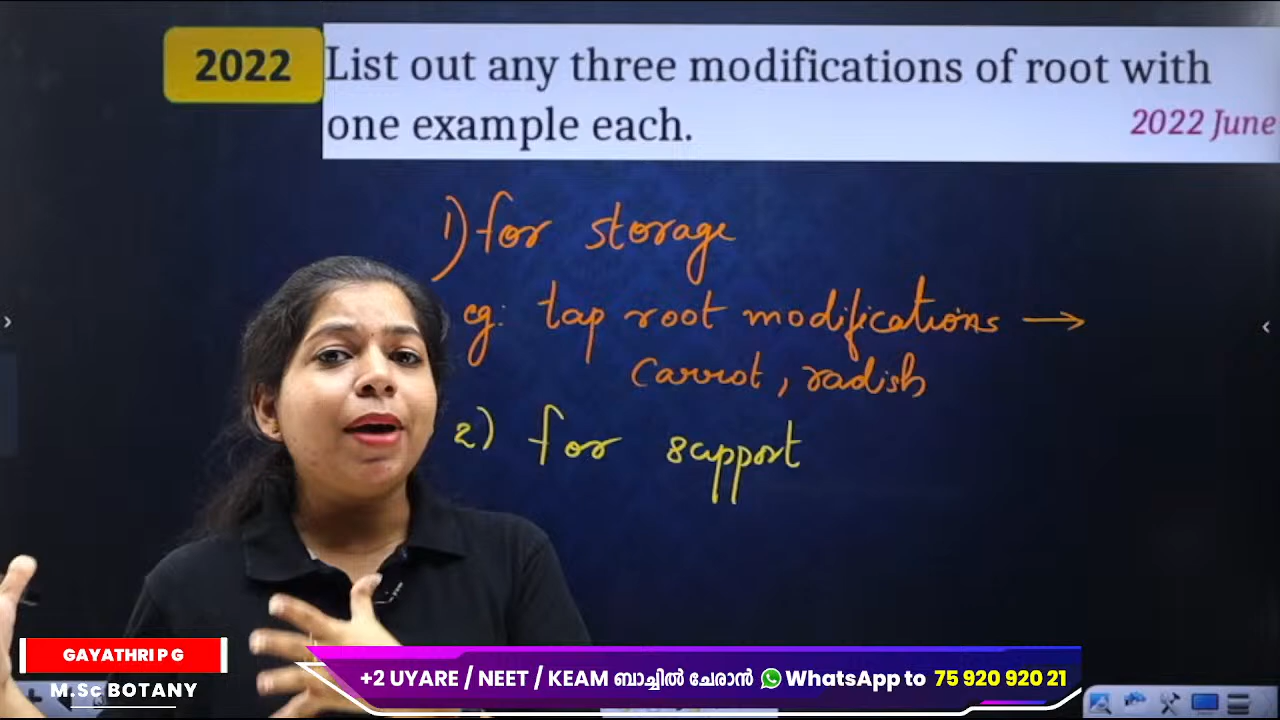 2022
List out any three modifications of root with
one example each.
2022 June
1) for storage
eg: tap root modifications →
Carrot, radish
2) for support
GAYATHRI P G
M.Sc BOTANY
+2 UYARE / NEET / KEAM ബാച്ചിൽ ചേരാൻ WhatsApp to 75 920 920 21